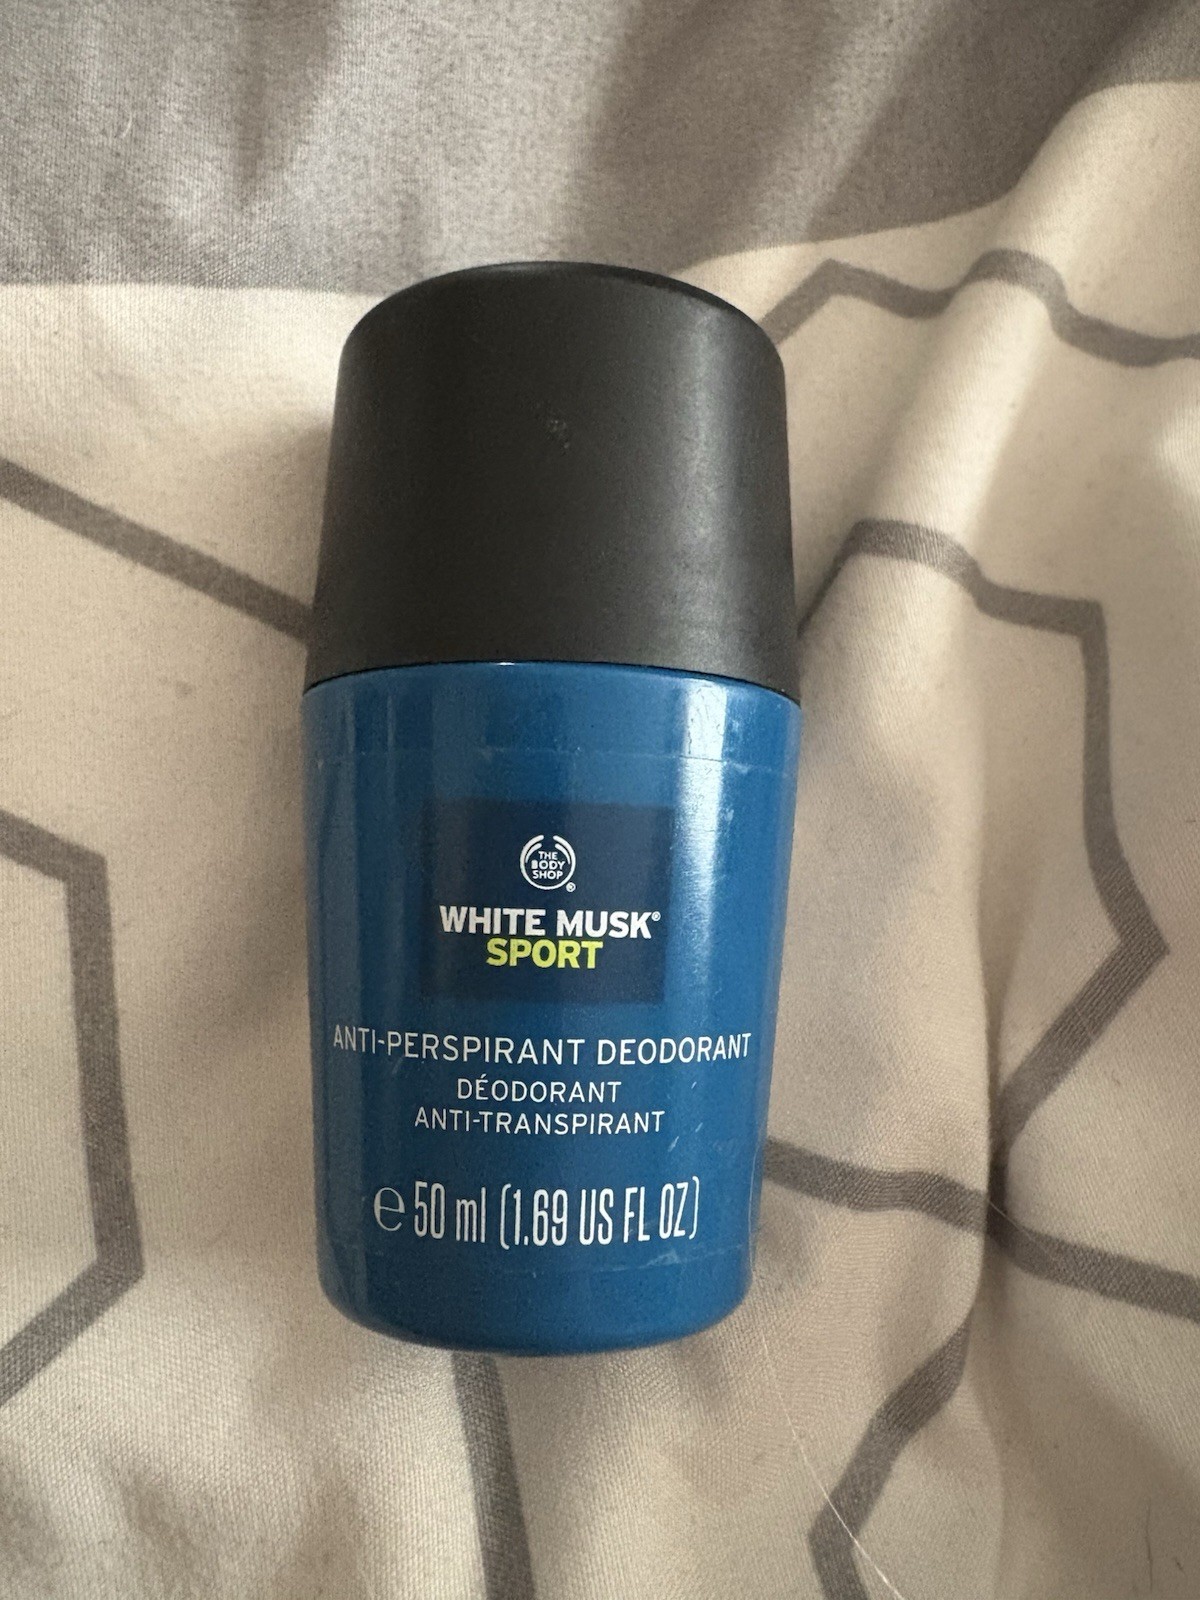 THE
BODY
SHOP®
WHITE MUSK®
SPORT
ANTI-PERSPIRANT DEODORANT
DÉODORANT
ANTI-TRANSPIRANT
℮ 50 ml (1.69 US FL OZ)